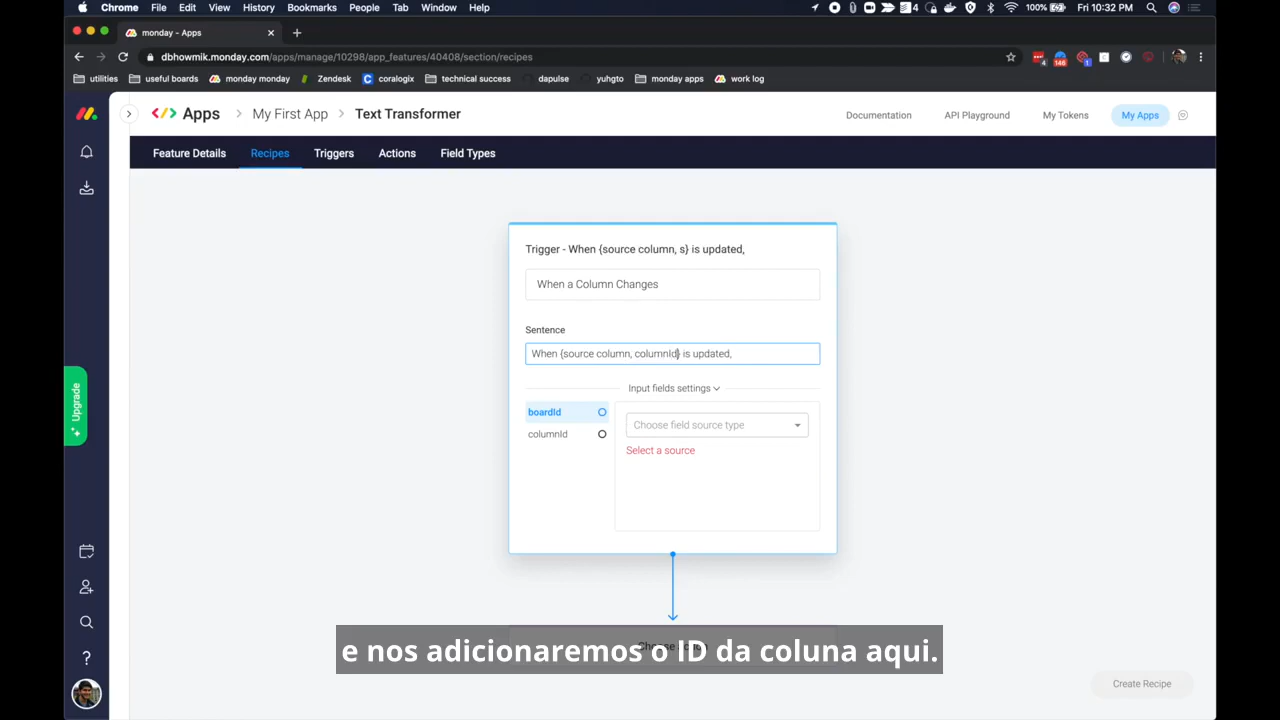 Chrome File Edit View History Bookmarks People Tab Window Help
4 100% Fri 10:32 PM
monday - Apps
dbhowmik.monday.com/apps/manage/10298/app_features/40408/section/recipes
utilities useful boards monday monday Zendesk coralogix technical success dapulse yuhgto monday apps work log
Apps > My First App > Text Transformer
Documentation API Playground My Tokens My Apps
Feature Details Recipes Triggers Actions Field Types
Trigger - When {source column, s} is updated,
When a Column Changes
Sentence
When {source column, columnId} is updated,
Input fields settings
boardId
Choose field source type
columnId
Select a source
Upgrade
e nos adicionaremos o ID da coluna aqui.
Create Recipe